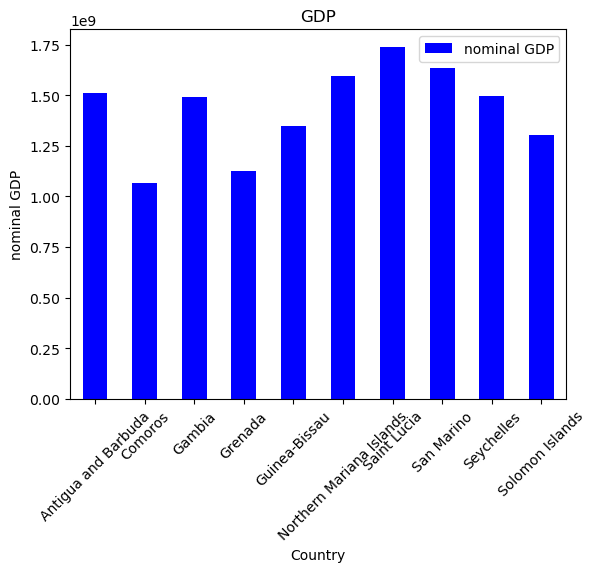 GDP
1e9
nominal GDP
1.75
1.50
1.25
1.00
0.75
0.50
0.25
0.00
nominal GDP
Antigua and Barbuda
Comoros
Gambia
Grenada
Guinea-Bissau
Northern Mariana Islands
Saint Lucia
San Marino
Seychelles
Solomon Islands
Country